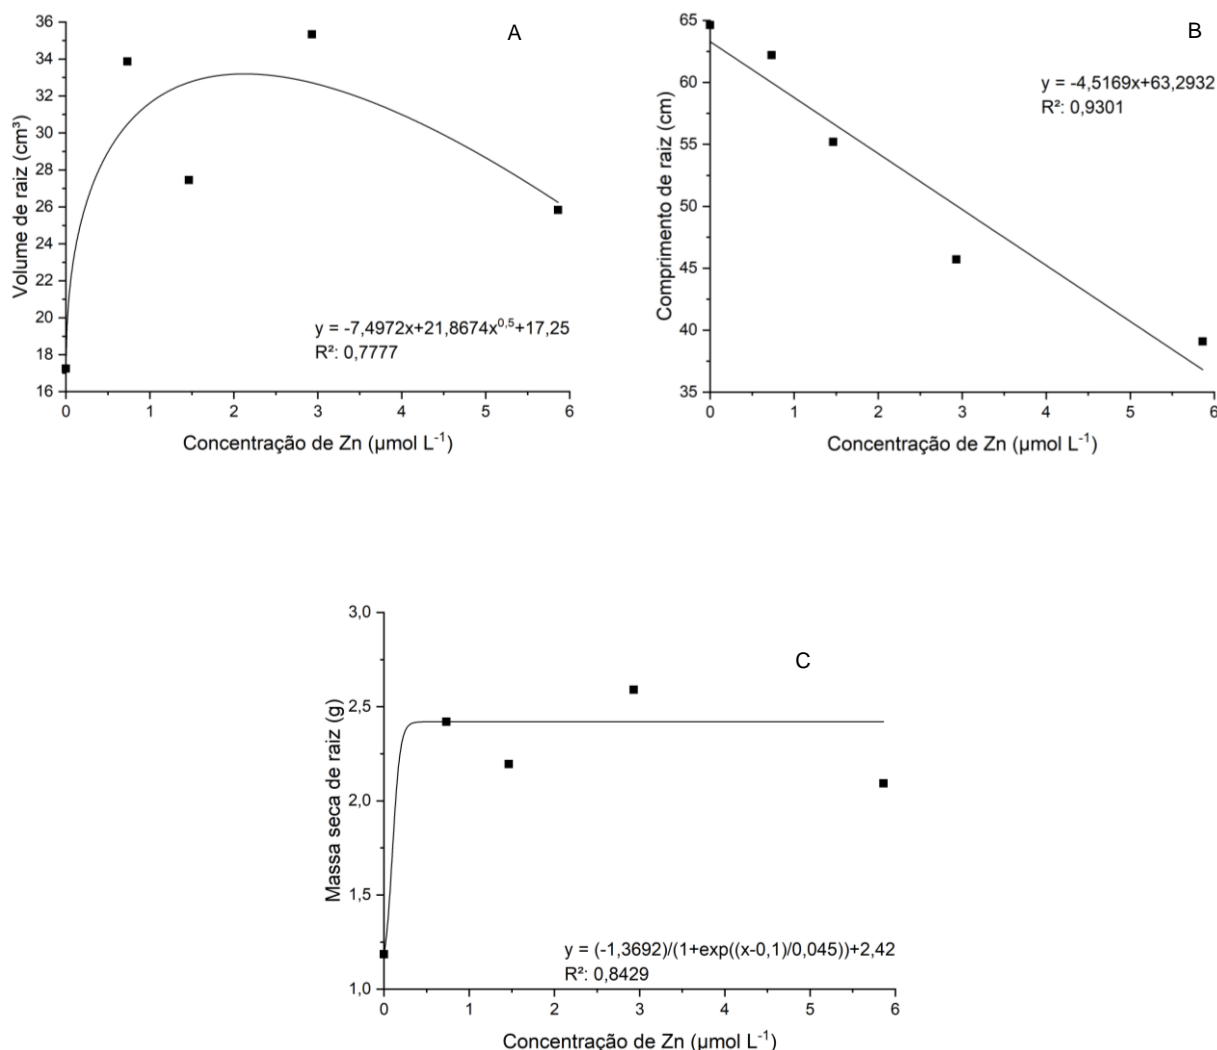 A
Volume de raiz (cm³)
36
34
32
30
28
26
24
22
20
18
16
y = -7,4972x+21,8674x^0,5+17,25
R²: 0,7777
0 1 2 3 4 5 6
Concentração de Zn (µmol L⁻¹)
B
Comprimento de raiz (cm)
65
60
55
50
45
40
35
y = -4,5169x+63,2932
R²: 0,9301
0 1 2 3 4 5 6
Concentração de Zn (µmol L⁻¹)
C
Massa seca de raiz (g)
3,0
2,5
2,0
1,5
1,0
y = (-1,3692)/(1+exp((x-0,1)/0,045))+2,42
R²: 0,8429
0 1 2 3 4 5 6
Concentração de Zn (µmol L⁻¹)